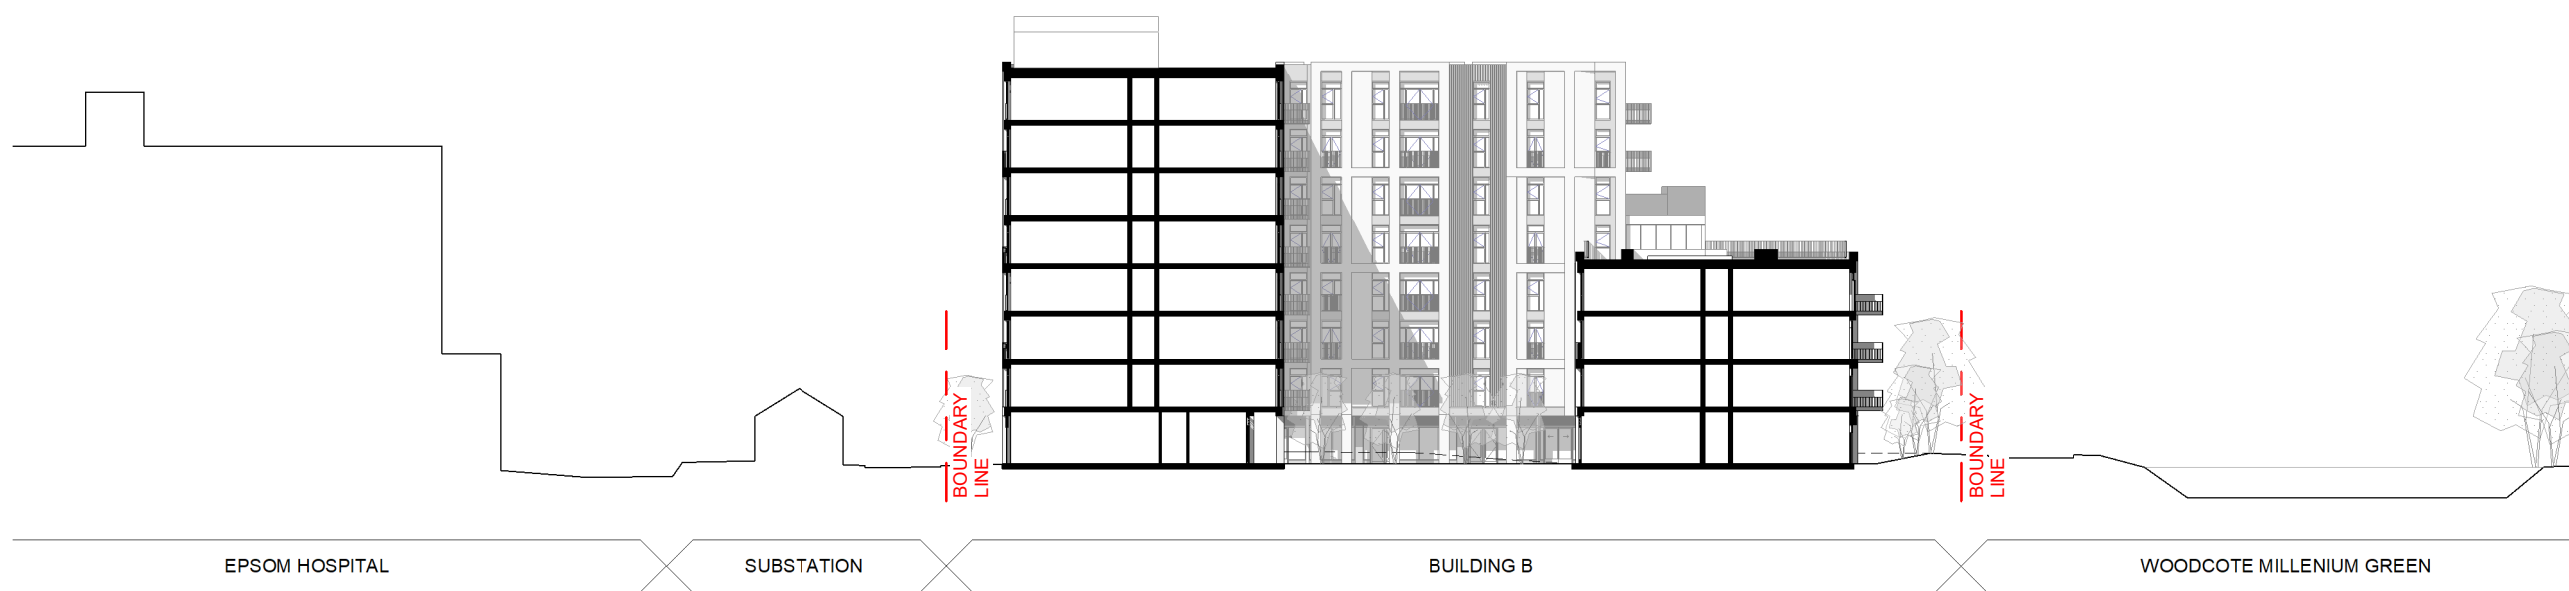 BOUNDARY
LINE
BOUNDARY
LINE
EPSOM HOSPITAL
SUBSTATION
BUILDING B
WOODCOTE MILLENIUM GREEN